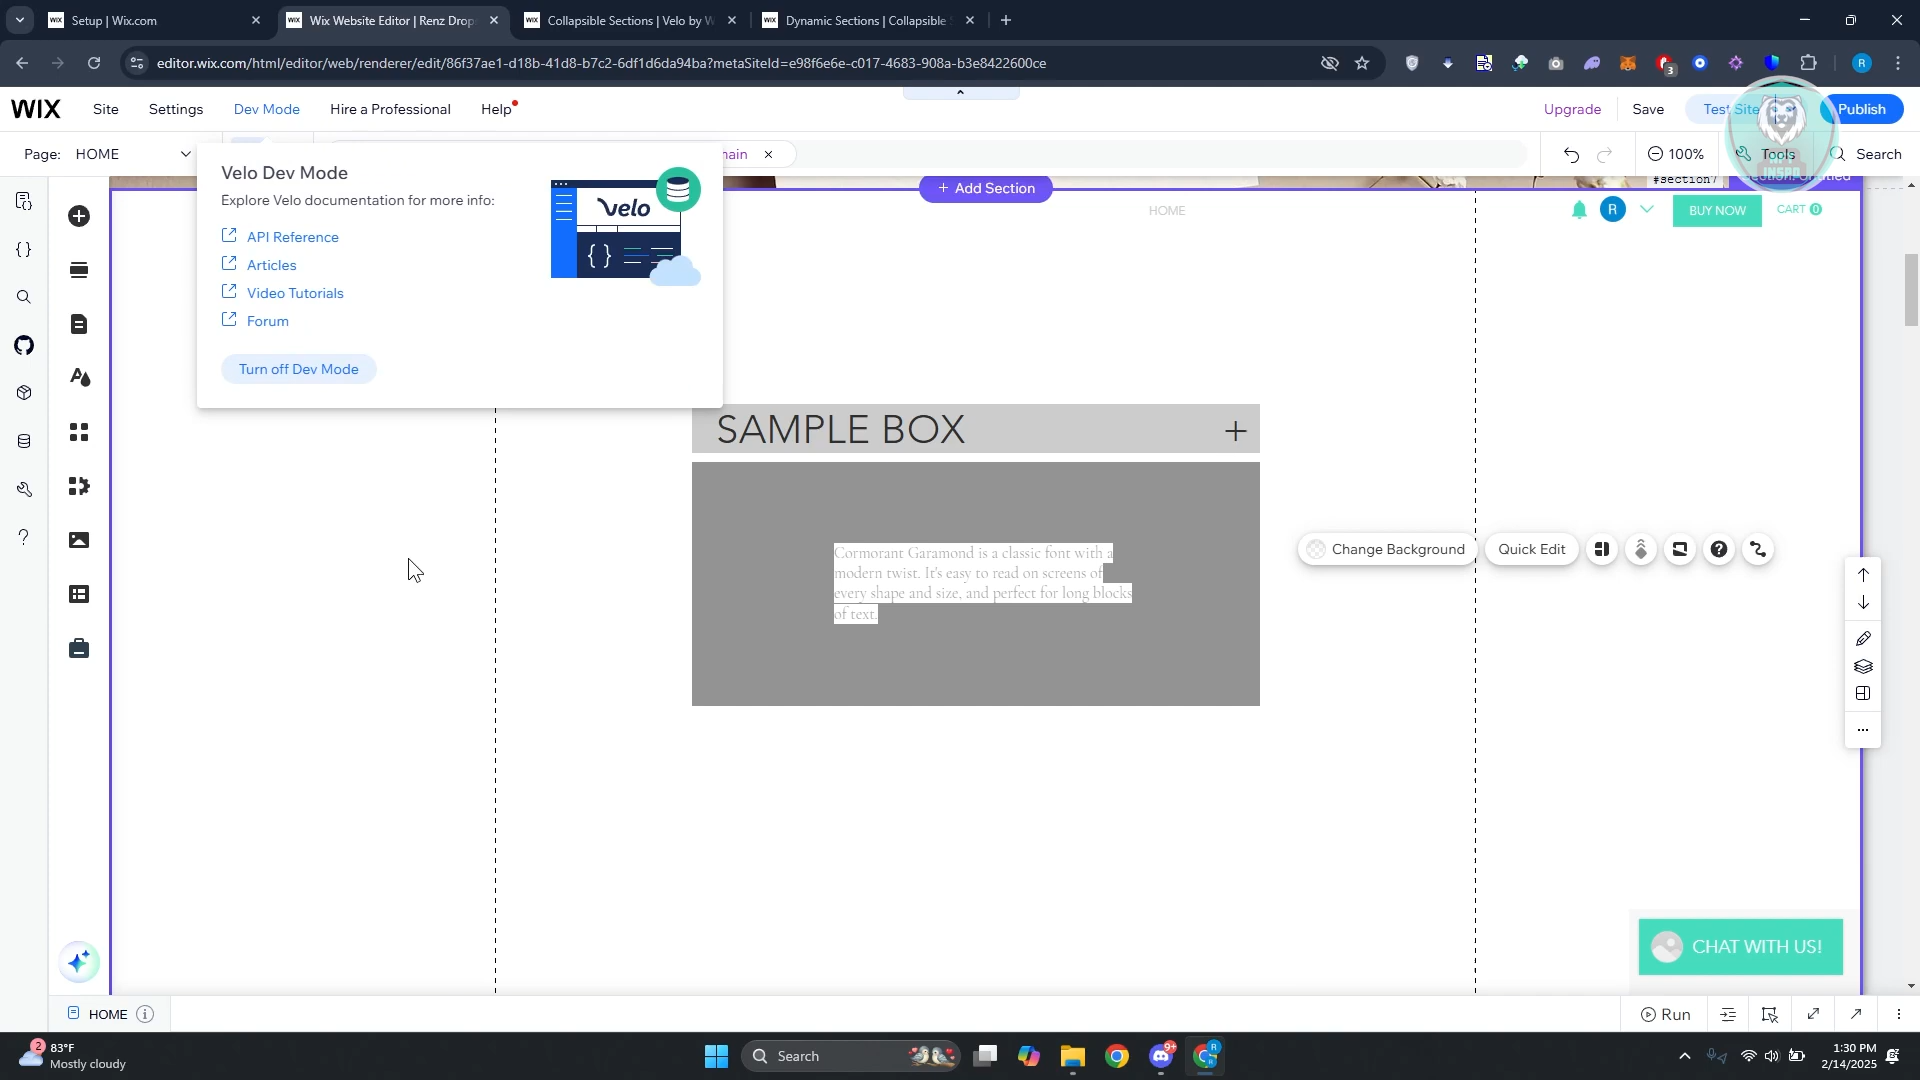 Setup | Wix.com
Wix Website Editor | Renz Drop
Collapsible Sections | Velo by W
Dynamic Sections | Collapsible S
editor.wix.com/html/editor/web/renderer/edit/86f37ae1-d18b-41d8-b7c2-6df1d6da94ba?metaSiteId=e98f6e6e-c017-4683-908a-b3e8422600ce
3
R
WIX
Site
Settings
Dev Mode
Hire a Professional
Help
Upgrade
Save
Test Site
Publish
Page: HOME
main
100%
Tools
Search
Velo Dev Mode
Explore Velo documentation for more info:
API Reference
Articles
Video Tutorials
Forum
Turn off Dev Mode
velo
{ }
+ Add Section
#section7
HOME
R
BUY NOW
CART 0
SAMPLE BOX
+
Cormorant Garamond is a classic font with a
modern twist. It's easy to read on screens of
every shape and size, and perfect for long blocks
of text.
Change Background
Quick Edit
CHAT WITH US!
HOME
Run
2
83°F
Mostly cloudy
Search
9+
R
1:30 PM
2/14/2025